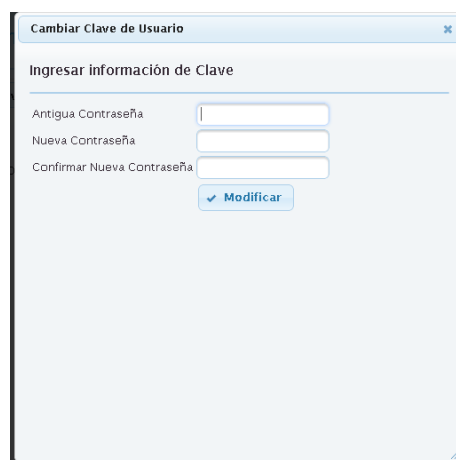 Cambiar Clave de Usuario
Ingresar información de Clave
Antigua Contraseña
Nueva Contraseña
Confirmar Nueva Contraseña
Modificar